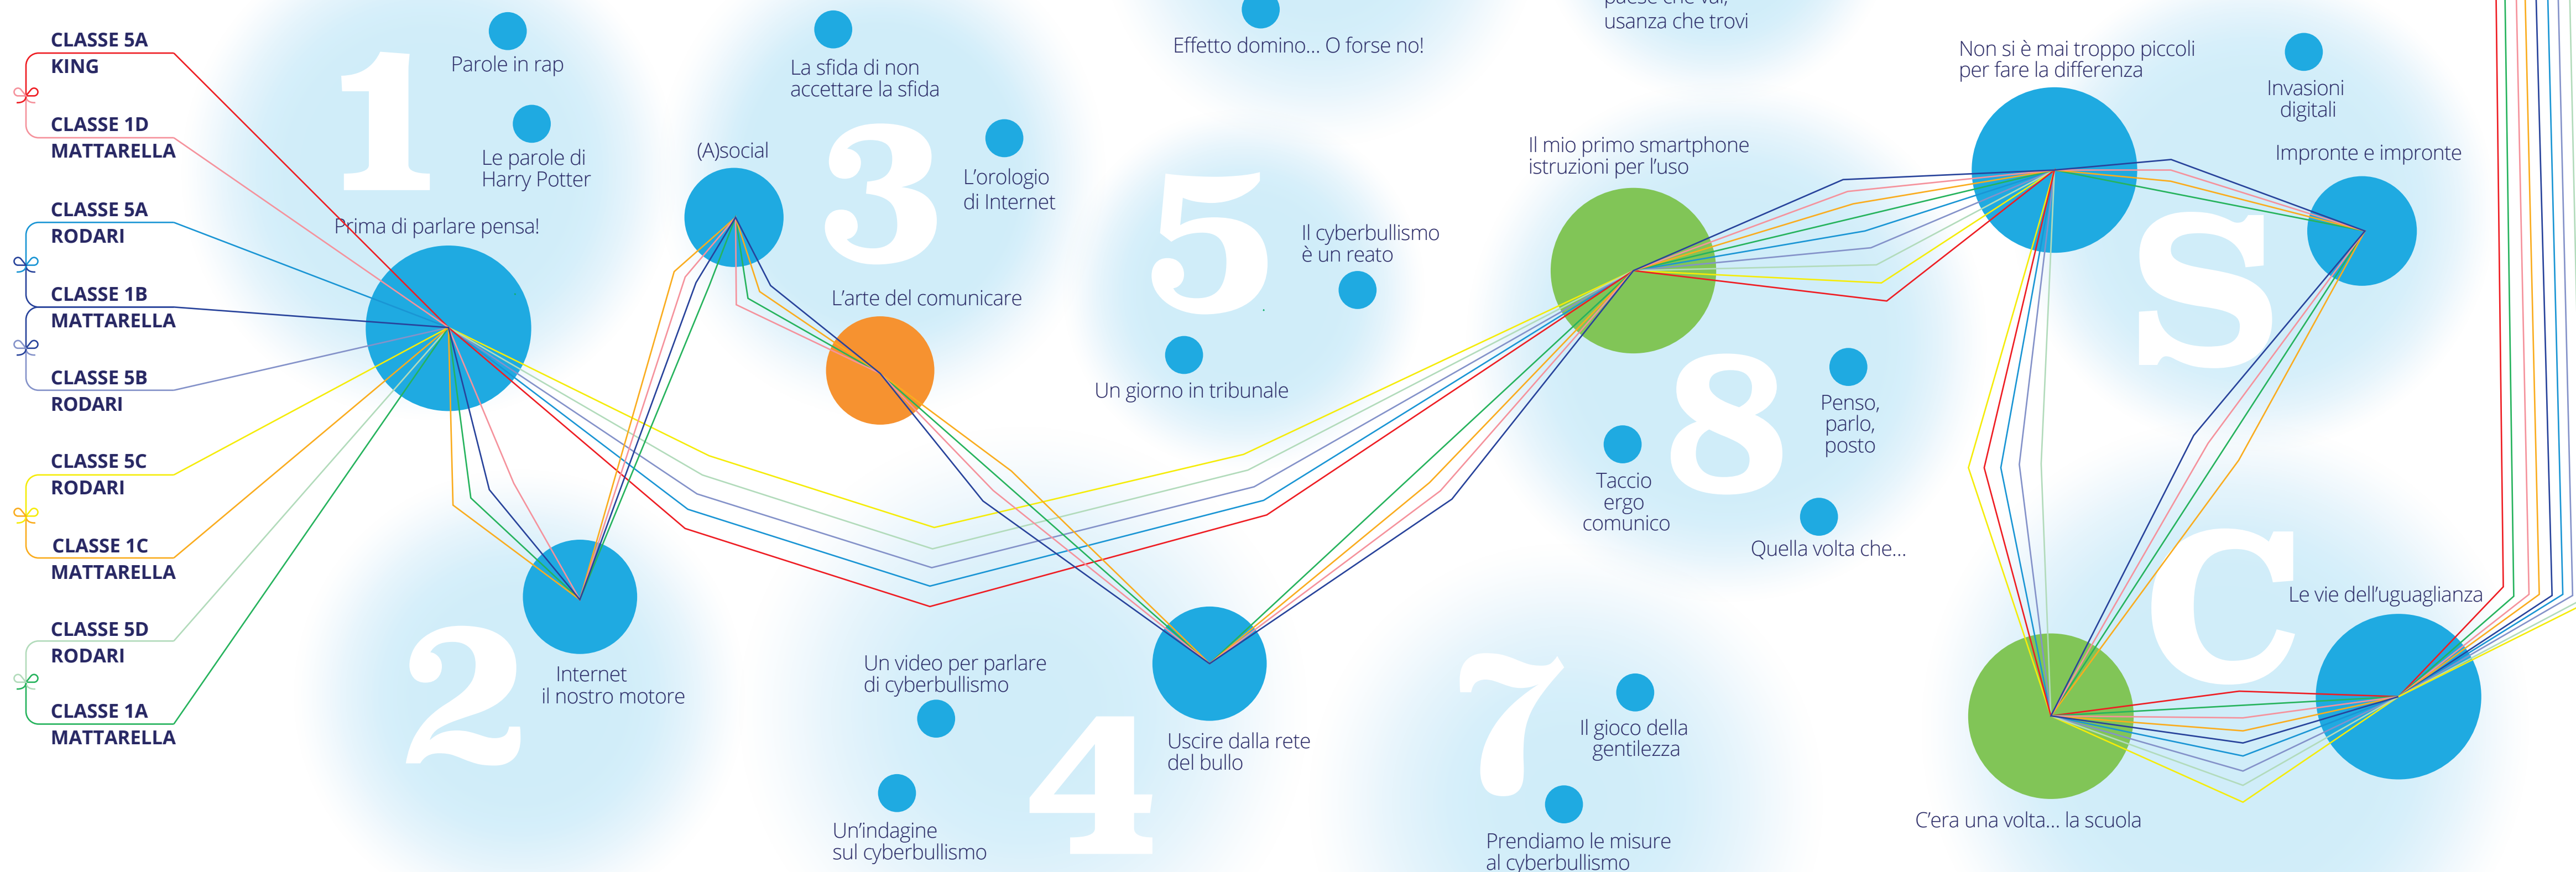 CLASSE 5A
KING
CLASSE 1D
MATTARELLA
CLASSE 5A
RODARI
CLASSE 1B
MATTARELLA
CLASSE 5B
RODARI
CLASSE 5C
RODARI
CLASSE 1C
MATTARELLA
CLASSE 5D
RODARI
CLASSE 1A
MATTARELLA
1
Parole in rap
Le parole di
Harry Potter
Prima di parlare pensa!
2
Internet
il nostro motore
La sfida di non
accettare la sfida
(A)social
3
L'orologio
di Internet
L'arte del comunicare
Un video per parlare
di cyberbullismo
4
Un'indagine
sul cyberbullismo
Uscire dalla rete
del bullo
Effetto domino... O forse no!
5
Il cyberbullismo
è un reato
Un giorno in tribunale
paese che vai,
usanza che trovi
7
Il gioco della
gentilezza
Prendiamo le misure
al cyberbullismo
Il mio primo smartphone
istruzioni per l'uso
8
Penso,
parlo,
posto
Taccio
ergo
comunico
Quella volta che...
Non si è mai troppo piccoli
per fare la differenza
Invasioni
digitali
Impronte e impronte
S
C
Le vie dell'uguaglianza
C'era una volta... la scuola